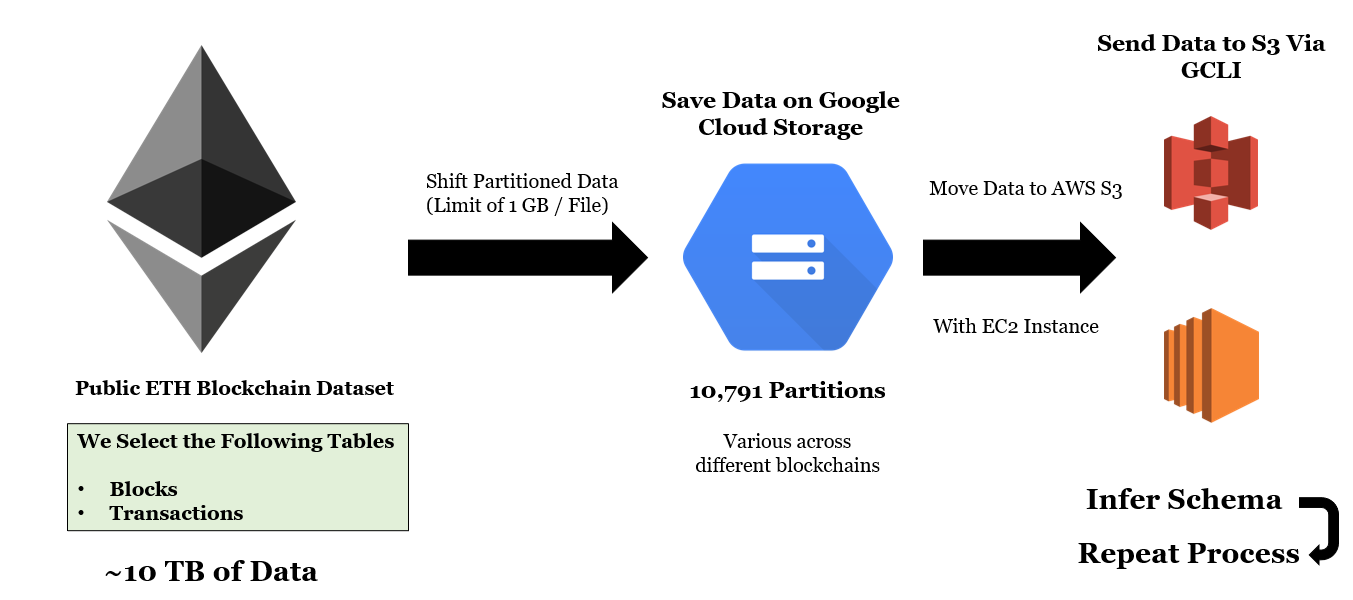 Public ETH Blockchain Dataset
We Select the Following Tables
• Blocks
• Transactions
~10 TB of Data
Shift Partitioned Data
(Limit of 1 GB / File)
Save Data on Google
Cloud Storage
10,791 Partitions
Various across
different blockchains
Move Data to AWS S3
With EC2 Instance
Send Data to S3 Via
GCLI
Infer Schema
Repeat Process